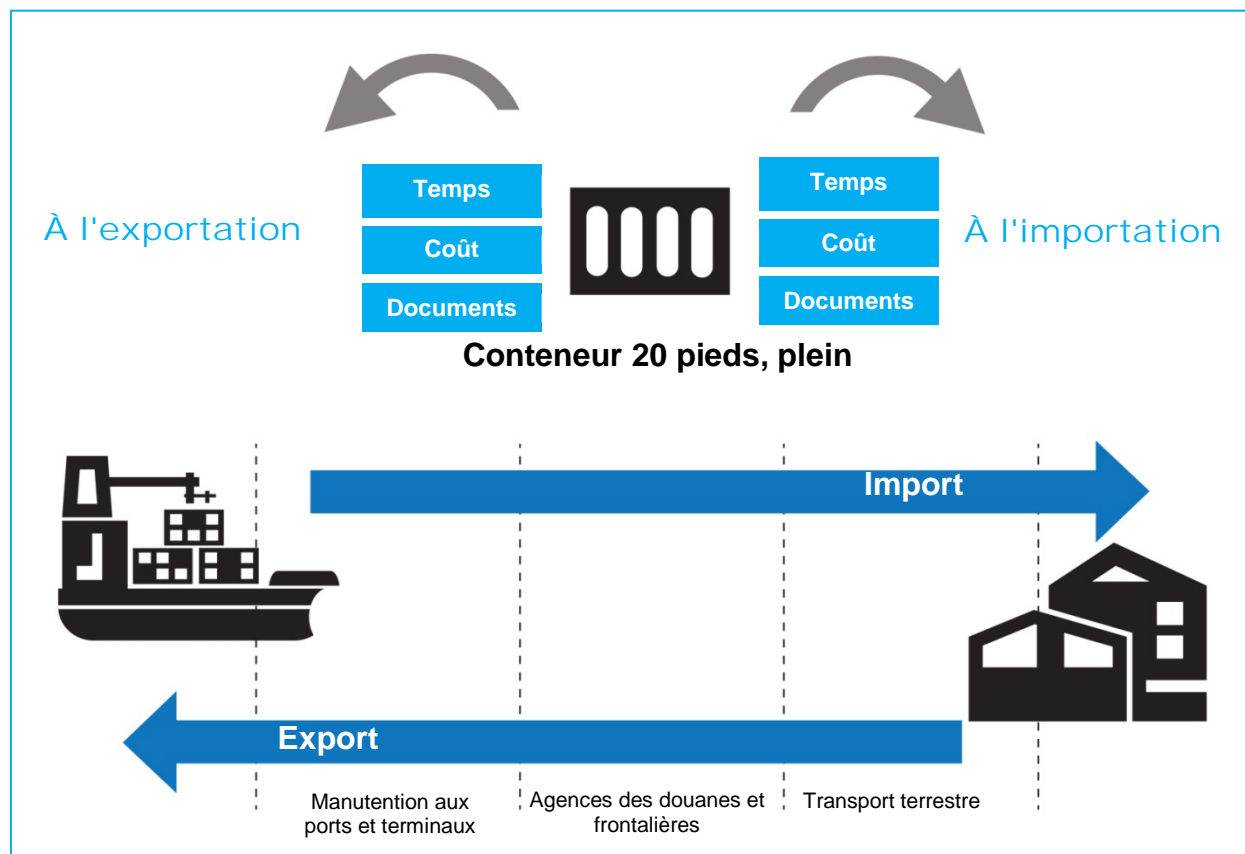 Temps
Temps
À l'exportation
Coût
Coût
À l'importation
Documents
Documents
Conteneur 20 pieds, plein
Import
Export
Manutention aux
ports et terminaux
Agences des douanes et
frontalières
Transport terrestre